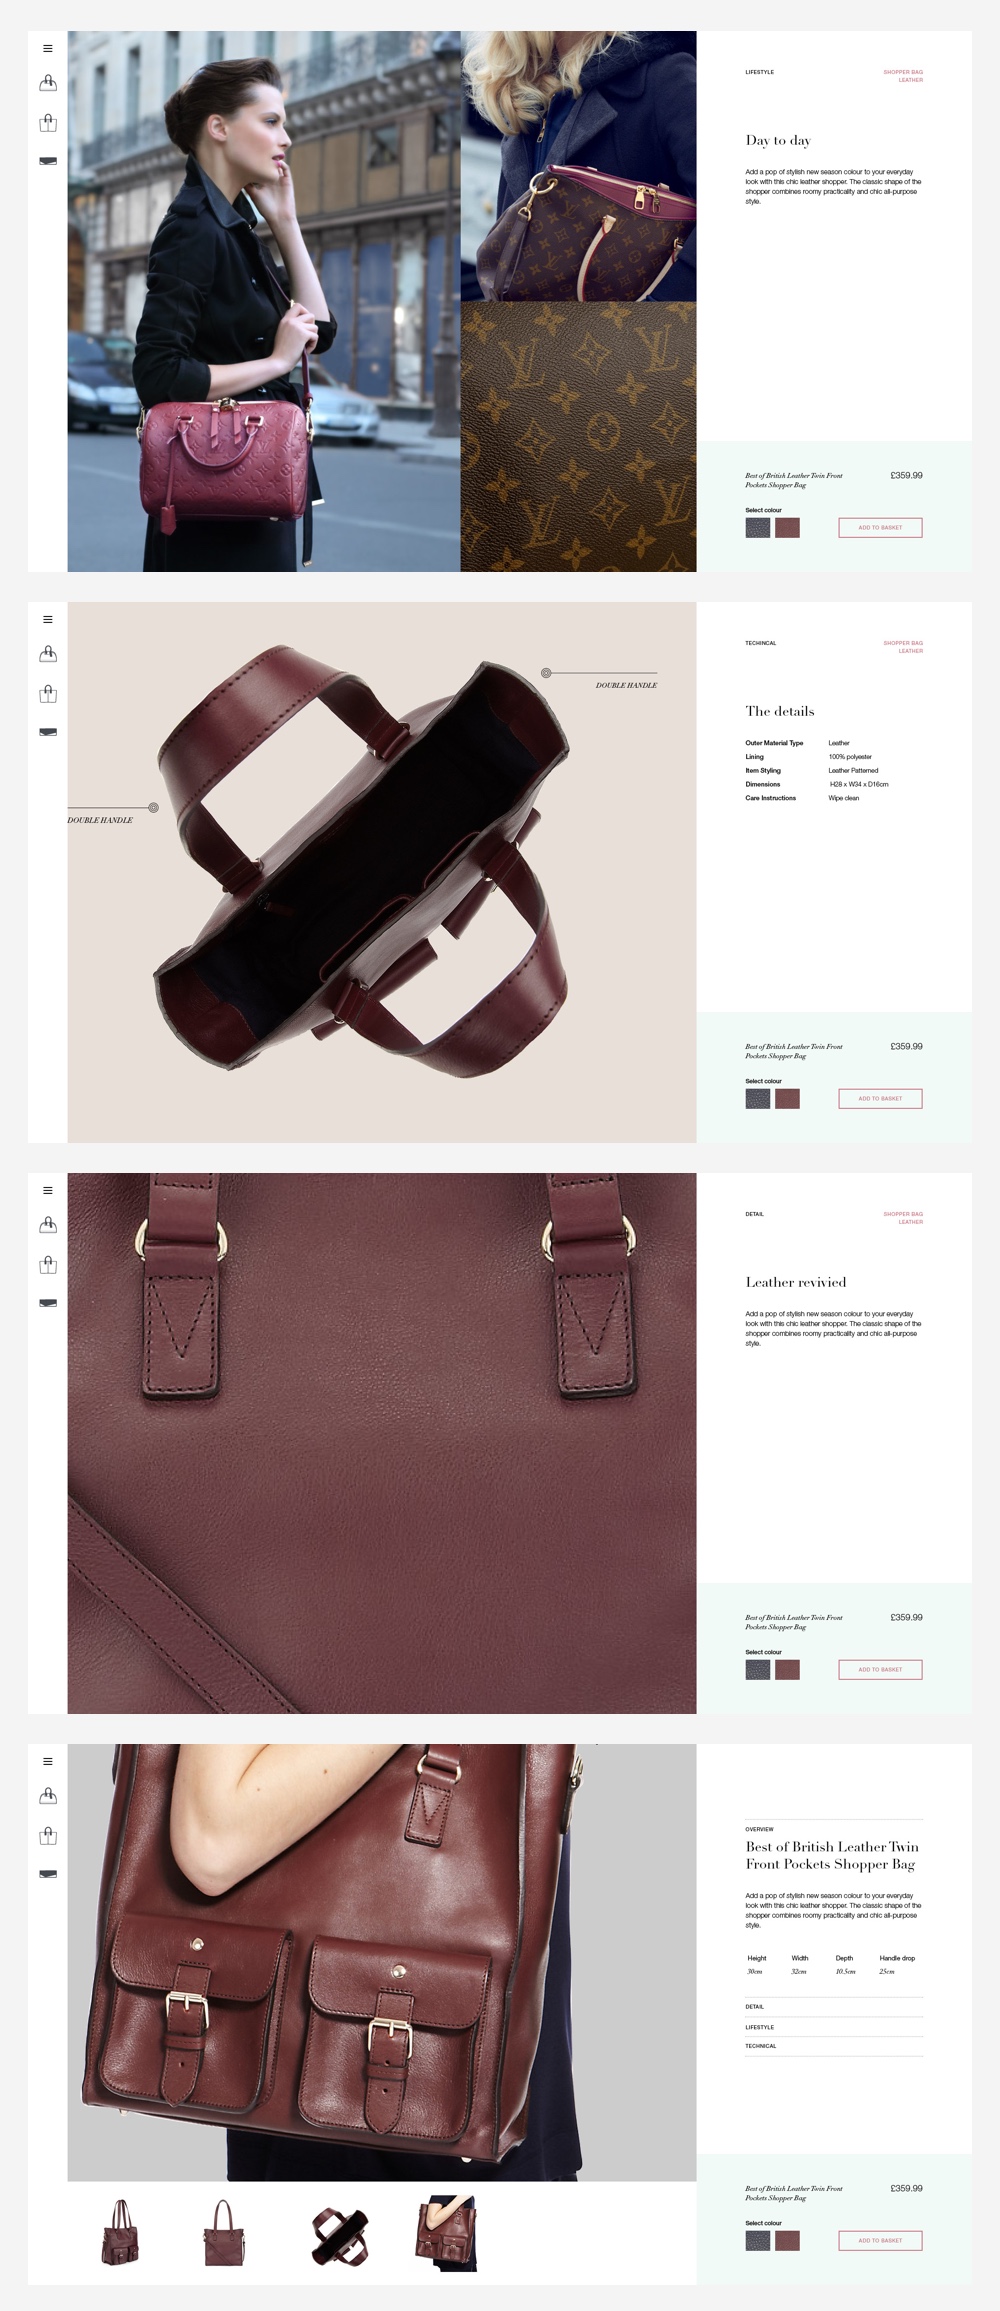 LIFESTYLE
SHOPPER BAG
LEATHER
Day to day
Add a pop of stylish new season colour to your everyday
look with this chic leather shopper. The classic shape of the
shopper combines roomy practicality and chic all-purpose
style.
Best of British Leather Twin Front
Pockets Shopper Bag
£359.99
Select colour
ADD TO BASKET
DOUBLE HANDLE
DOUBLE HANDLE
TECHINCAL
SHOPPER BAG
LEATHER
The details
Outer Material Type Leather
Lining 100% polyester
Item Styling Leather Patterned
Dimensions H28 x W34 x D16cm
Care Instructions Wipe clean
Best of British Leather Twin Front
Pockets Shopper Bag
£359.99
Select colour
ADD TO BASKET
DETAIL
SHOPPER BAG
LEATHER
Leather revivied
Add a pop of stylish new season colour to your everyday
look with this chic leather shopper. The classic shape of the
shopper combines roomy practicality and chic all-purpose
style.
Best of British Leather Twin Front
Pockets Shopper Bag
£359.99
Select colour
ADD TO BASKET
OVERVIEW
Best of British Leather Twin
Front Pockets Shopper Bag
Add a pop of stylish new season colour to your everyday
look with this chic leather shopper. The classic shape of the
shopper combines roomy practicality and chic all-purpose
style.
Height Width Depth Handle drop
30cm 32cm 10.5cm 25cm
DETAIL
LIFESTYLE
TECHNICAL
Best of British Leather Twin Front
Pockets Shopper Bag
£359.99
Select colour
ADD TO BASKET